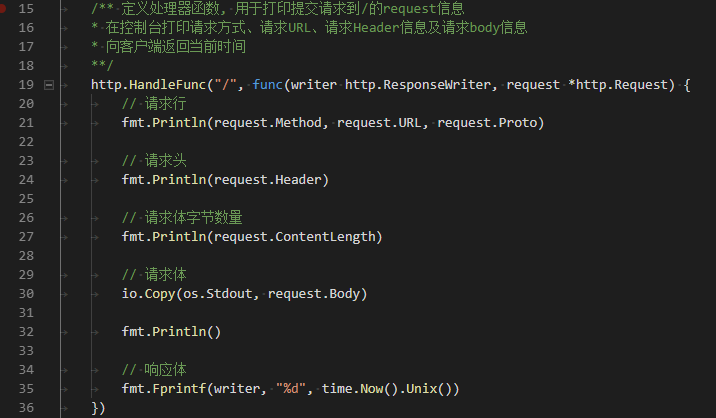 15 /** 定义处理器函数, 用于打印提交请求到/的request信息
16 * 在控制台打印请求方式、请求URL、请求Header信息及请求body信息
17 * 向客户端返回当前时间
18 **/
19 http.HandleFunc("/", func(writer http.ResponseWriter, request *http.Request) {
20 // 请求行
21 fmt.Println(request.Method, request.URL, request.Proto)
22
23 // 请求头
24 fmt.Println(request.Header)
25
26 // 请求体字节数量
27 fmt.Println(request.ContentLength)
28
29 // 请求体
30 io.Copy(os.Stdout, request.Body)
31
32 fmt.Println()
33
34 // 响应体
35 fmt.Fprintf(writer, "%d", time.Now().Unix())
36 })